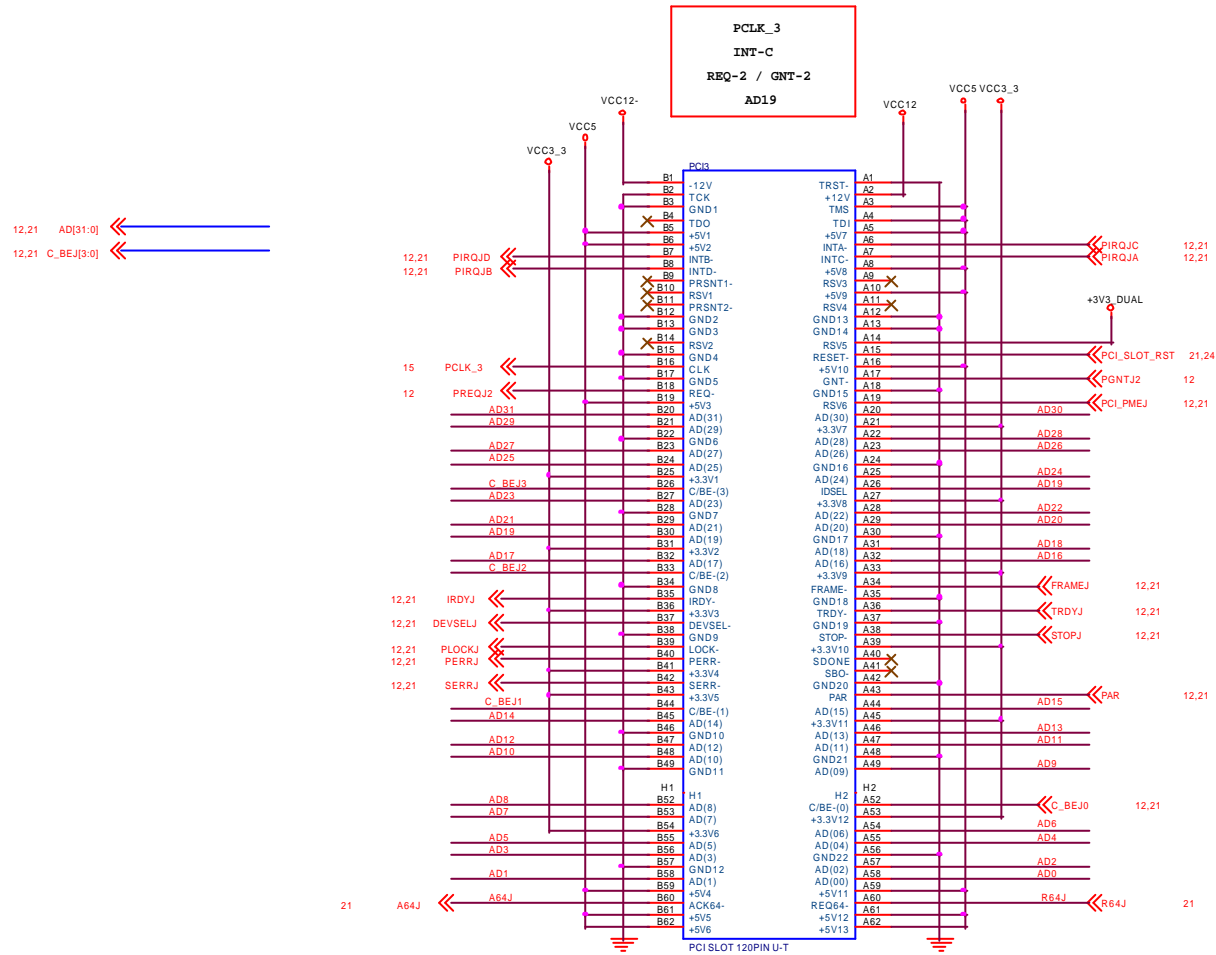 PCLK_3
INT-C
REQ-2 / GNT-2
AD19
VCC5 VCC3_3
VCC12-
VCC12
VCC5
VCC3_3
PCI3
B1 -12V TRST- A1
B2 TCK +12V A2
B3 GND1 TMS A3
B4 TDO TDI A4
12,21 AD[31:0] B5 +5V1 +5V7 A5
12,21 C_BEJ[3:0] B6 +5V2 INTA- A6 PIRQJC 12,21
12,21 PIRQJD B7 INTB- INTC- A7 PIRQJA 12,21
12,21 PIRQJB B8 INTD- +5V8 A8
B9 PRSNT1- RSV3 A9
B10 RSV1 +5V9 A10
+3V3_DUAL
B11 PRSNT2- RSV4 A11
B12 GND2 GND13 A12
B13 GND3 GND14 A13
B14 RSV2 RSV5 A14
B15 GND4 RESET- A15 PCI_SLOT_RST 21,24
15 PCLK_3 B16 CLK +5V10 A16
B17 GND5 GNT- A17 PGNTJ2 12
12 PREQJ2 B18 REQ- GND15 A18
B19 +5V3 RSV6 A19 PCI_PMEJ 12,21
AD31 B20 AD(31) AD(30) A20 AD30
AD29 B21 AD(29) +3.3V7 A21
B22 GND6 AD(28) A22 AD28
AD27 B23 AD(27) AD(26) A23 AD26
AD25 B24 AD(25) GND16 A24
B25 +3.3V1 AD(24) A25 AD24
C_BEJ3 B26 C/BE-(3) IDSEL A26 AD19
AD23 B27 AD(23) +3.3V8 A27
B28 GND7 AD(22) A28 AD22
AD21 B29 AD(21) AD(20) A29 AD20
AD19 B30 AD(19) GND17 A30
B31 +3.3V2 AD(18) A31 AD18
AD17 B32 AD(17) AD(16) A32 AD16
C_BEJ2 B33 C/BE-(2) +3.3V9 A33
B34 GND8 FRAME- A34 FRAMEJ 12,21
12,21 IRDYJ B35 IRDY- GND18 A35
B36 +3.3V3 TRDY- A36 TRDYJ 12,21
12,21 DEVSELJ B37 DEVSEL- GND19 A37
B38 GND9 STOP- A38 STOPJ 12,21
12,21 PLOCKJ B39 LOCK- +3.3V10 A39
12,21 PERRJ B40 PERR- SDONE A40
B41 +3.3V4 SBO- A41
12,21 SERRJ B42 SERR- GND20 A42
B43 +3.3V5 PAR A43 PAR 12,21
C_BEJ1 B44 C/BE-(1) AD(15) A44 AD15
AD14 B45 AD(14) +3.3V11 A45
B46 GND10 AD(13) A46 AD13
AD12 B47 AD(12) AD(11) A47 AD11
AD10 B48 AD(10) GND21 A48
B49 GND11 AD(09) A49 AD9
H1 H1 H2 H2
AD8 B52 AD(8) C/BE-(0) A52 C_BEJ0 12,21
AD7 B53 AD(7) +3.3V12 A53
B54 +3.3V6 AD(06) A54 AD6
AD5 B55 AD(5) AD(04) A55 AD4
AD3 B56 AD(3) GND22 A56
B57 GND12 AD(02) A57 AD2
AD1 B58 AD(1) AD(00) A58 AD0
B59 +5V4 +5V11 A59
21 A64J A64J B60 ACK64- REQ64- A60 R64J R64J 21
B61 +5V5 +5V12 A61
B62 +5V6 +5V13 A62
PCI SLOT 120PIN U-T